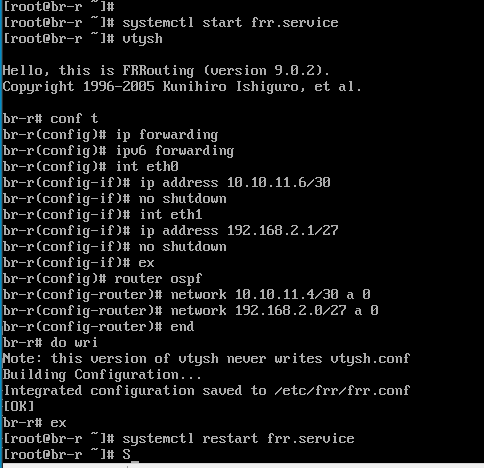 [root@br-r ~]#
[root@br-r ~]# systemctl start frr.service
[root@br-r ~]# vtysh

Hello, this is FRRouting (version 9.0.2).
Copyright 1996-2005 Kunihiro Ishiguro, et al.

br-r# conf t
br-r(config)# ip forwarding
br-r(config)# ipv6 forwarding
br-r(config)# int eth0
br-r(config-if)# ip address 10.10.11.6/30
br-r(config-if)# no shutdown
br-r(config-if)# int eth1
br-r(config-if)# ip address 192.168.2.1/27
br-r(config-if)# no shutdown
br-r(config-if)# ex
br-r(config)# router ospf
br-r(config-router)# network 10.10.11.4/30 a 0
br-r(config-router)# network 192.168.2.0/27 a 0
br-r(config-router)# end
br-r# do wri
Note: this version of vtysh never writes vtysh.conf
Building Configuration...
Integrated configuration saved to /etc/frr/frr.conf
[OK]
br-r# ex
[root@br-r ~]# systemctl restart frr.service
[root@br-r ~]# S_